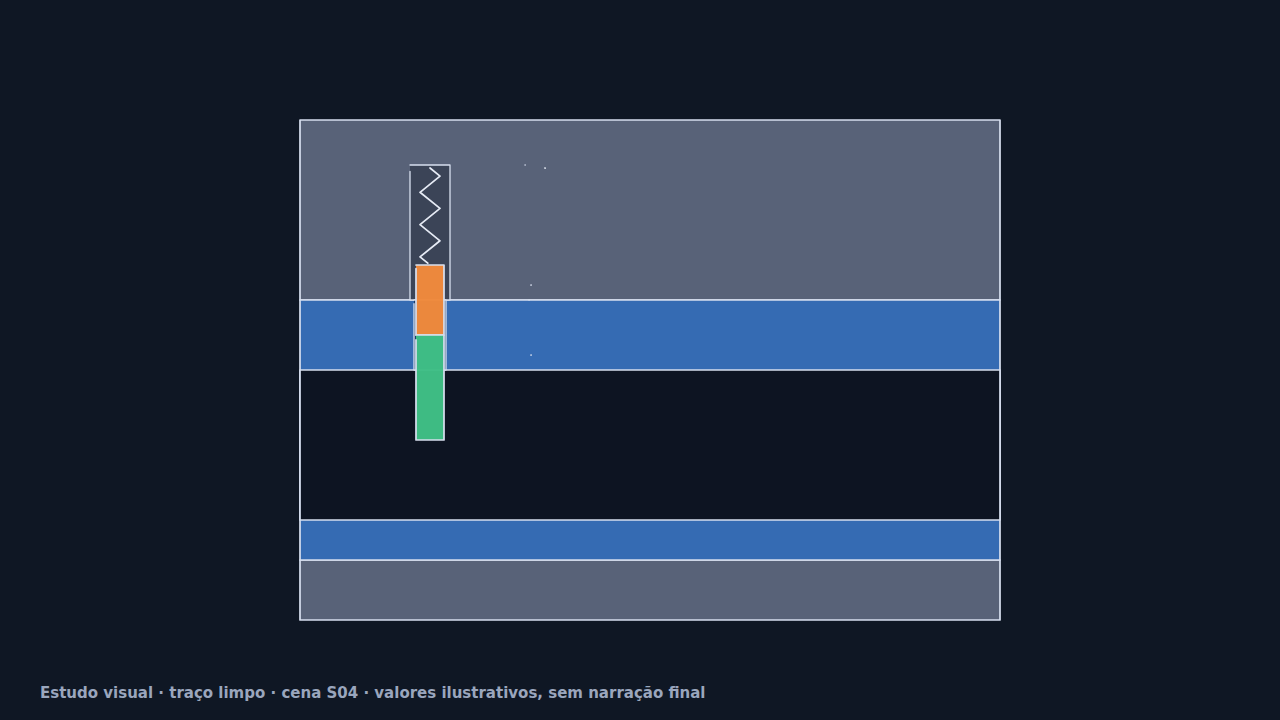 Estudo visual · traço limpo · cena S04 · valores ilustrativos, sem narração final